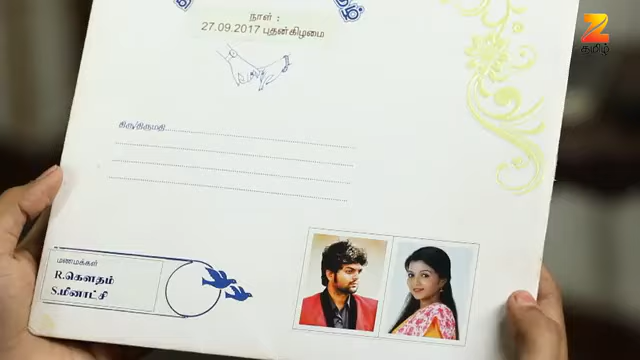 நாள் :
27.09.2017 புதன்கிழமை
திரு/திருமதி
மணமக்கள்
R.கௌதம்
S.மீனாட்சி
தமிழ்